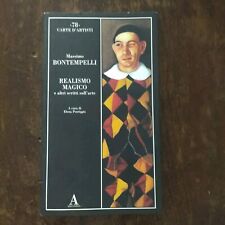 ·78·
CARTE D'ARTISTI
Massimo
BONTEMPELLI
REALISMO
MAGICO
e altri scritti sull'arte
A cura di
Elena Pontiggia
A